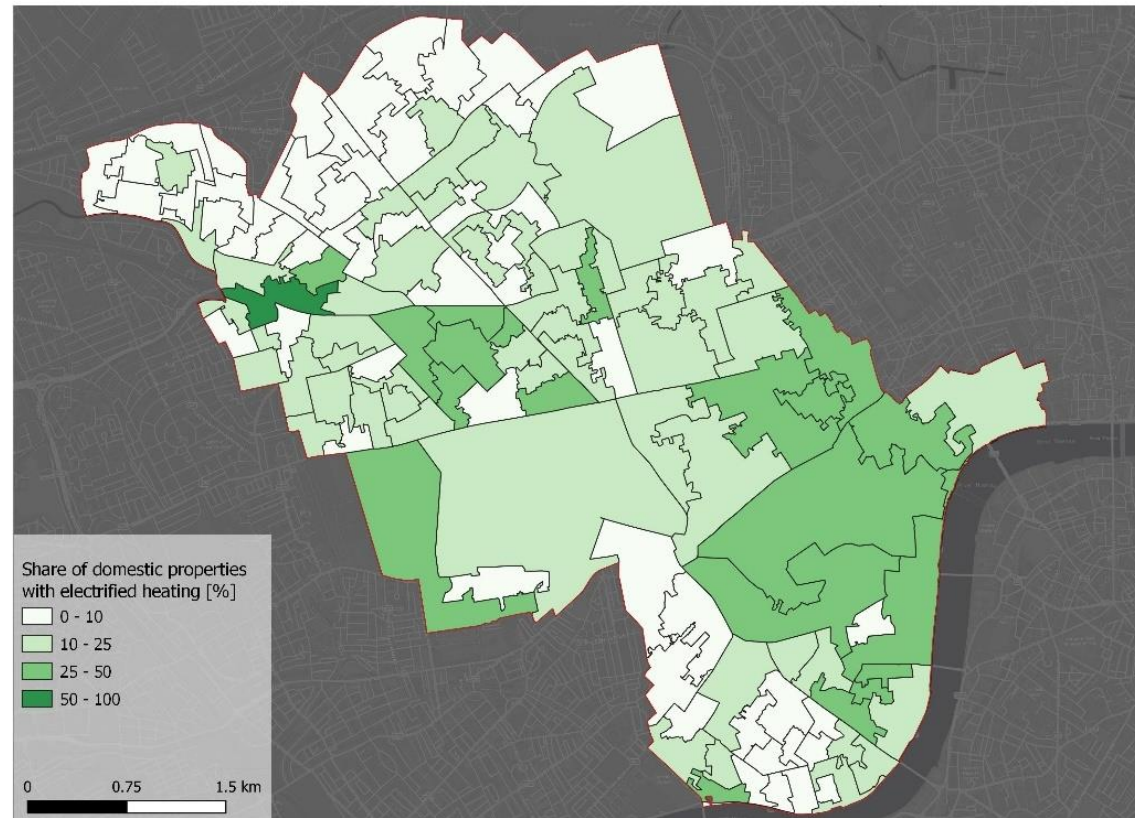 Share of domestic properties
with electrified heating [%]
0 - 10
10 - 25
25 - 50
50 - 100
0 0.75 1.5 km